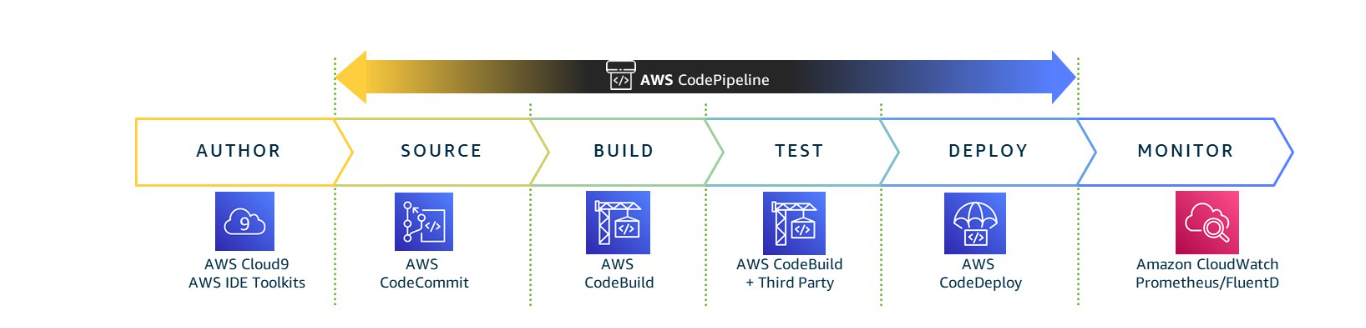 AWS CodePipeline
AUTHOR
SOURCE
BUILD
TEST
DEPLOY
MONITOR
9
AWS Cloud9
AWS IDE Toolkits
AWS
CodeCommit
AWS
CodeBuild
AWS CodeBuild
+ Third Party
AWS
CodeDeploy
Amazon CloudWatch
Prometheus/FluentD